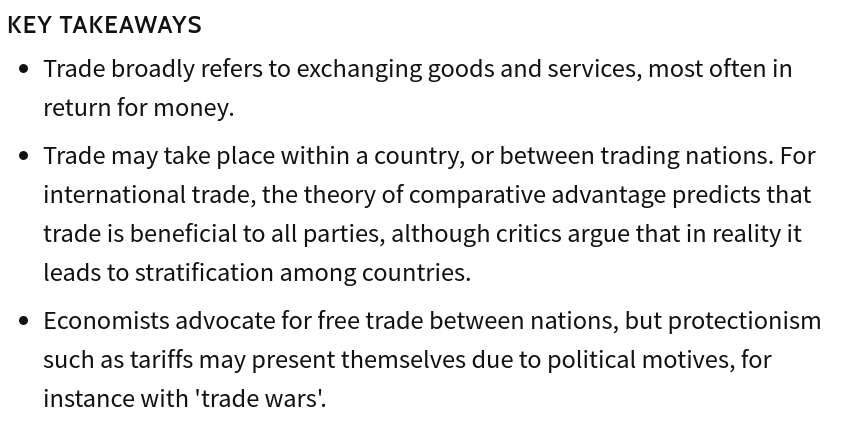 KEY TAKEAWAYS
• Trade broadly refers to exchanging goods and services, most often in
return for money.
• Trade may take place within a country, or between trading nations. For
international trade, the theory of comparative advantage predicts that
trade is beneficial to all parties, although critics argue that in reality it
leads to stratification among countries.
• Economists advocate for free trade between nations, but protectionism
such as tariffs may present themselves due to political motives, for
instance with 'trade wars'.